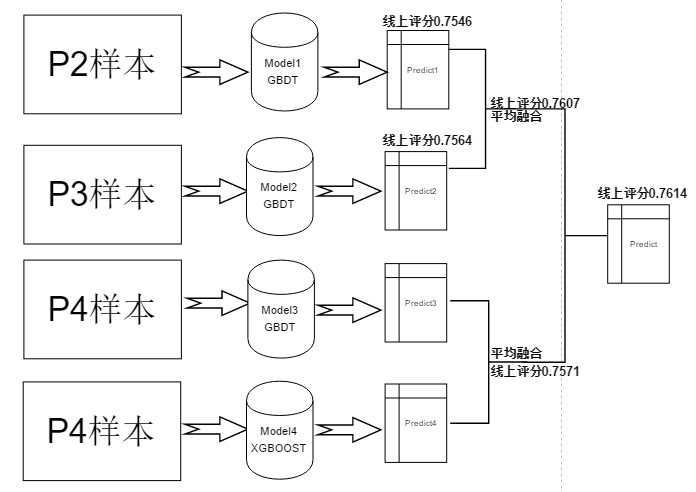 线上评分0.7546
P2样本
Model1
GBDT
Predict1
线上评分0.7607
平均融合
线上评分0.7564
P3样本
Model2
GBDT
Predict2
线上评分0.7614
Predict
P4样本
Model3
GBDT
Predict3
平均融合
线上评分0.7571
P4样本
Model4
XGBOOST
Predict4